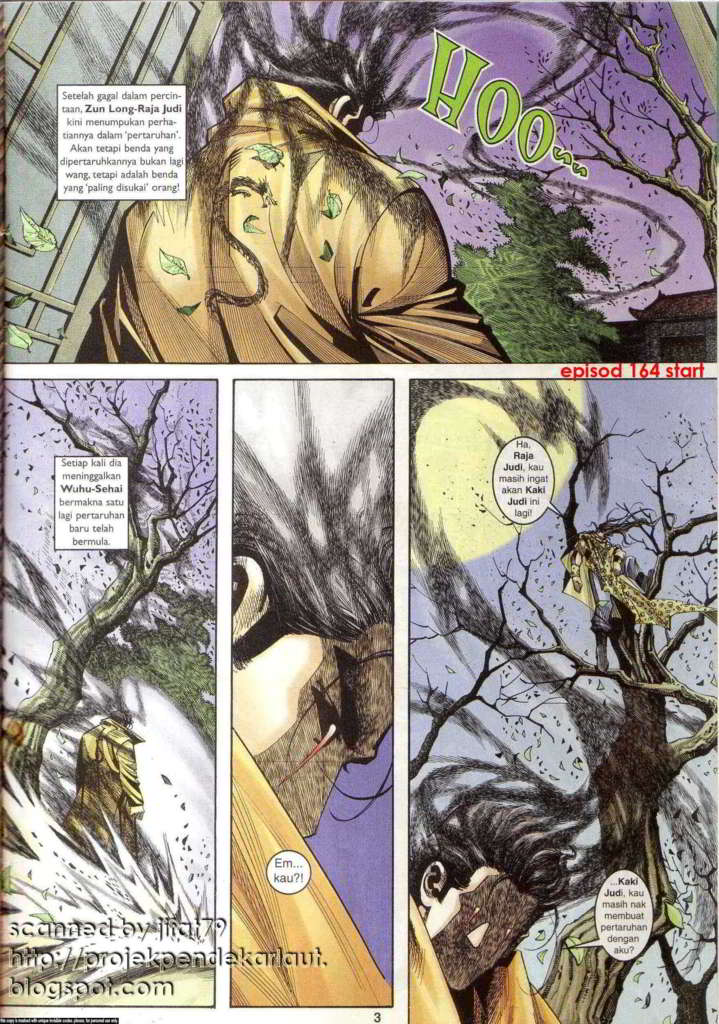 Setelah gagal dalam percin-
taan, Zun Long-Raja Judi
kini menumpukan perha-
tiannya dalam 'pertaruhan'.
Akan tetapi benda yang
dipertaruhkannya bukan lagi
wang, tetapi adalah benda
yang 'paling disukai' orang!
HOO...
episod 164 start
Setiap kali dia
meninggalkan
Wuhu-Sehai
bermakna satu
lagi pertaruhan
baru telah
bermula.
Em...
kau?!
Ha,
Raja
Judi, kau
masih ingat
akan Kaki
Judi ini
lagi!
...Kaki
Judi, kau
masih nak
membuat
pertaruhan
dengan
aku?
scanned by jitat79
http://projekpendekarlaut.
blogspot.com
3